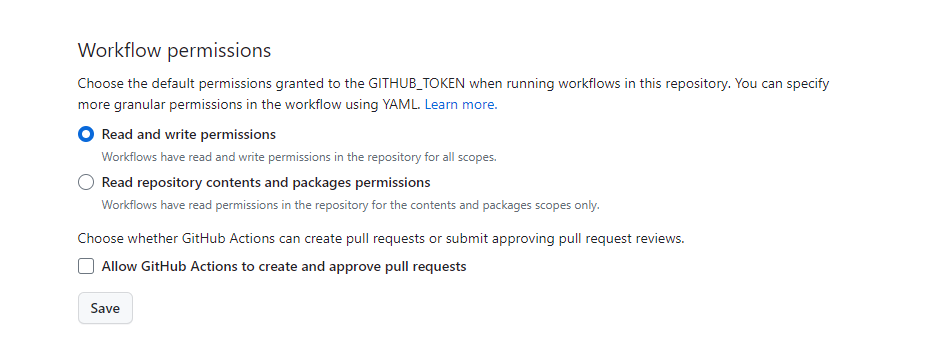 Workflow permissions
Choose the default permissions granted to the GITHUB_TOKEN when running workflows in this repository. You can specify
more granular permissions in the workflow using YAML. Learn more.
Read and write permissions
Workflows have read and write permissions in the repository for all scopes.
Read repository contents and packages permissions
Workflows have read permissions in the repository for the contents and packages scopes only.
Choose whether GitHub Actions can create pull requests or submit approving pull request reviews.
Allow GitHub Actions to create and approve pull requests
Save